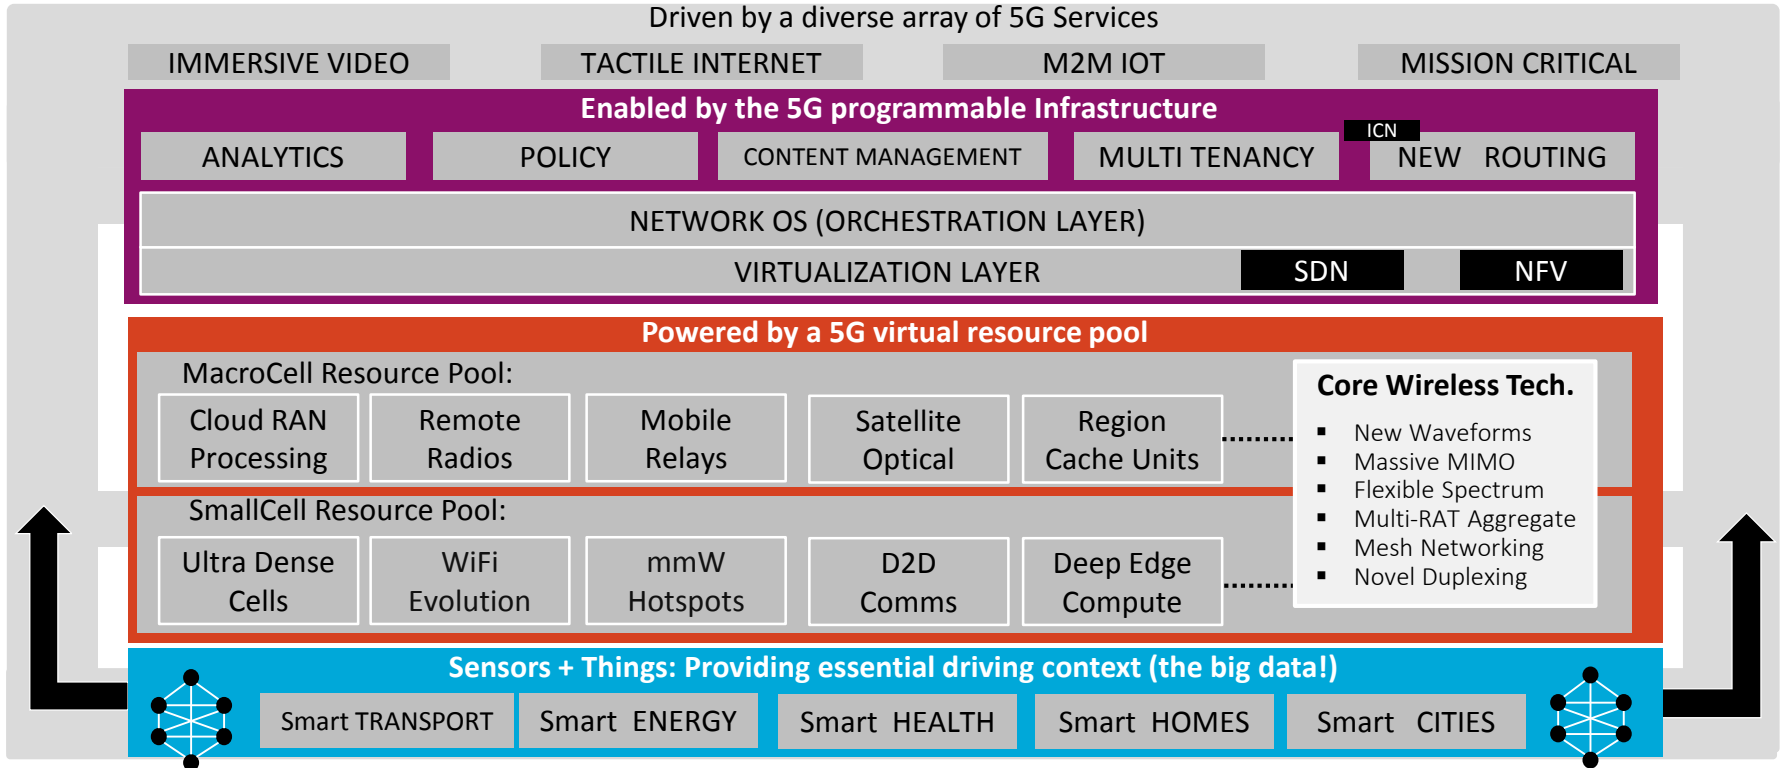 Driven by a diverse array of 5G Services
IMMERSIVE VIDEO
TACTILE INTERNET
M2M IOT
MISSION CRITICAL
Enabled by the 5G programmable Infrastructure
ICN
ANALYTICS
POLICY
CONTENT MANAGEMENT
MULTI TENANCY
NEW ROUTING
NETWORK OS (ORCHESTRATION LAYER)
VIRTUALIZATION LAYER
SDN
NFV
Powered by a 5G virtual resource pool
MacroCell Resource Pool:
Cloud RAN
Processing
Remote
Radios
Mobile
Relays
Satellite
Optical
Region
Cache Units
SmallCell Resource Pool:
Ultra Dense
Cells
WiFi
Evolution
mmW
Hotspots
D2D
Comms
Deep Edge
Compute
Core Wireless Tech.
▪ New Waveforms
▪ Massive MIMO
▪ Flexible Spectrum
▪ Multi-RAT Aggregate
▪ Mesh Networking
▪ Novel Duplexing
Sensors + Things: Providing essential driving context (the big data!)
Smart TRANSPORT
Smart ENERGY
Smart HEALTH
Smart HOMES
Smart CITIES